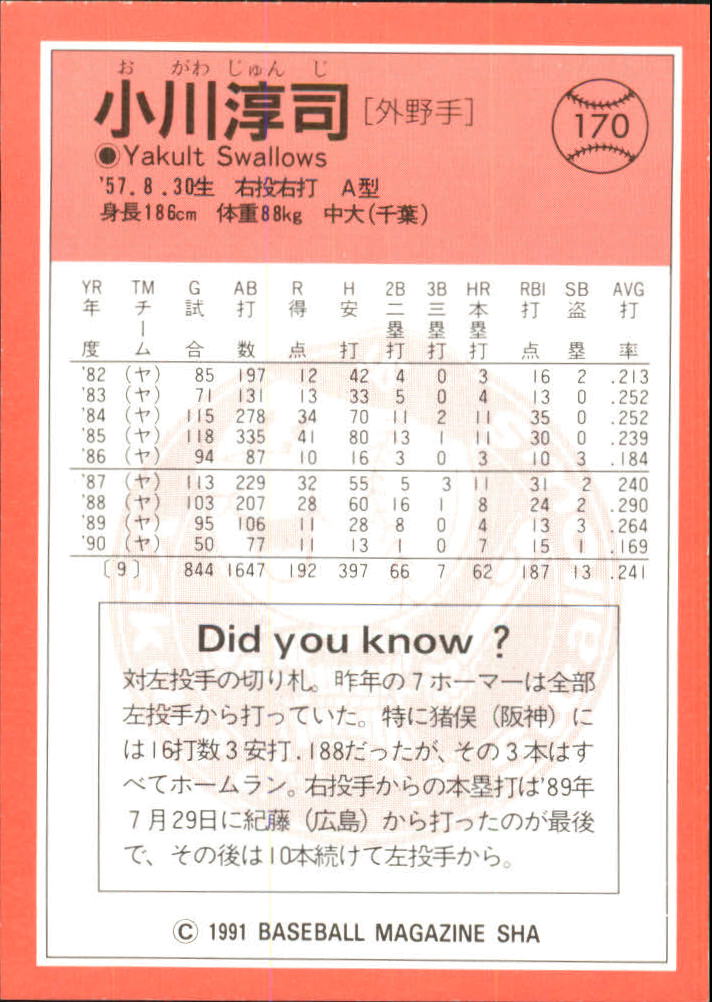 お がわ じゅん じ
小川淳司 [外野手] 170
●Yakult Swallows
'57.8.30生 右投右打 A型
身長186cm 体重88kg 中大(千葉)
YR TM G AB R H 2B 3B HR RBI SB AVG
年度 チーム 試合 打数 得点 安打 二塁打 三塁打 本塁打 打点 盗塁 打率
'82 (ヤ) 85 197 12 42 4 0 3 16 2 .213
'83 (ヤ) 71 131 13 33 5 0 4 13 0 .252
'84 (ヤ) 115 278 34 70 11 2 11 35 0 .252
'85 (ヤ) 118 335 41 80 13 1 11 30 0 .239
'86 (ヤ) 94 87 10 16 3 0 3 10 3 .184
'87 (ヤ) 113 229 32 55 5 3 11 31 2 .240
'88 (ヤ) 103 207 28 60 16 1 8 24 2 .290
'89 (ヤ) 95 106 11 28 8 0 4 13 3 .264
'90 (ヤ) 50 77 11 13 1 0 7 15 1 .169
〔9〕 844 1647 192 397 66 7 62 187 13 .241
Did you know ?
対左投手の切り札。昨年の7ホーマーは全部
左投手から打っていた。特に猪俣（阪神）に
は16打数3安打.188だったが、その3本はす
べてホームラン。右投手からの本塁打は'89年
7月29日に紀藤（広島）から打ったのが最後
で、その後は10本続けて左投手から。
© 1991 BASEBALL MAGAZINE SHA